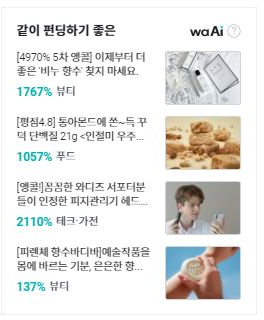 같이 펀딩하기 좋은
waAi ?
[4970% 5차 앵콜] 이제부터 더
좋은 '비누 향수' 찾지 마세요.
1767% 뷰티
[평점4.8] 통아몬드에 쫀~득 꾸
덕 단백질 21g <인절미 우주...
1057% 푸드
[앵콜]꼼꼼한 와디즈 서포터분
들이 인정한 피지관리기 헤드...
2110% 테크·가전
[피렌체 향수바디바]예술작품을
몸에 바르는 기분, 은은한 향...
137% 뷰티